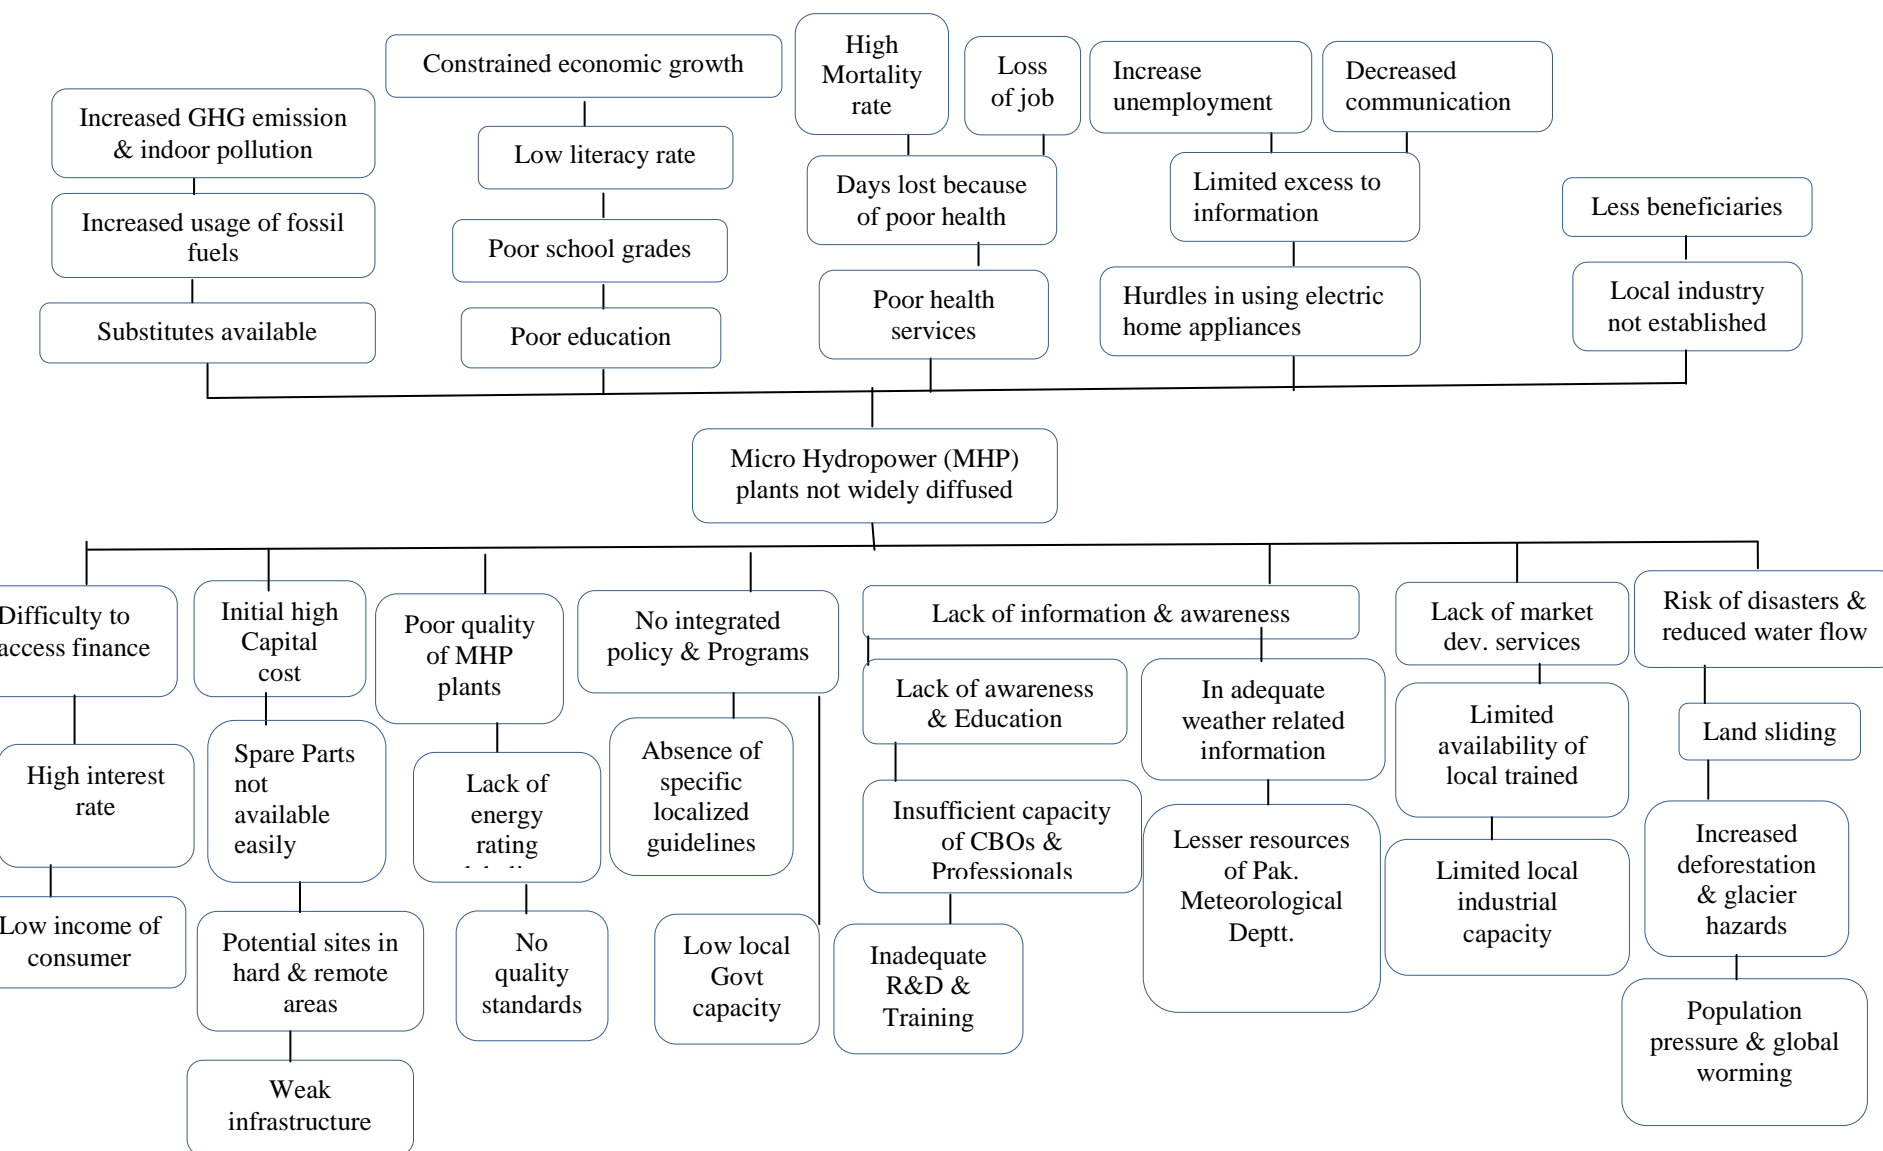 Constrained economic growth
High
Mortality
rate
Loss
of job
Increase
unemployment
Decreased
communication
Increased GHG emission
& indoor pollution
Low literacy rate
Days lost because
of poor health
Limited excess to
information
Less beneficiaries
Increased usage of fossil
fuels
Poor school grades
Poor health
services
Hurdles in using electric
home appliances
Local industry
not established
Substitutes available
Poor education
Micro Hydropower (MHP)
plants not widely diffused
Difficulty to
access finance
Initial high
Capital
cost
Poor quality
of MHP
plants
No integrated
policy & Programs
Lack of information & awareness
Lack of market
dev. services
Risk of disasters &
reduced water flow
Lack of awareness
& Education
In adequate
weather related
information
Limited
availability of
local trained
Land sliding
High interest
rate
Spare Parts
not
available
easily
Lack of
energy
rating
Absence of
specific
localized
guidelines
Insufficient capacity
of CBOs &
Professionals
Lesser resources
of Pak.
Meteorological
Deptt.
Limited local
industrial
capacity
Increased
deforestation
& glacier
hazards
Low income of
consumer
Potential sites in
hard & remote
areas
No
quality
standards
Low local
Govt
capacity
Inadequate
R&D &
Training
Population
pressure & global
worming
Weak
infrastructure